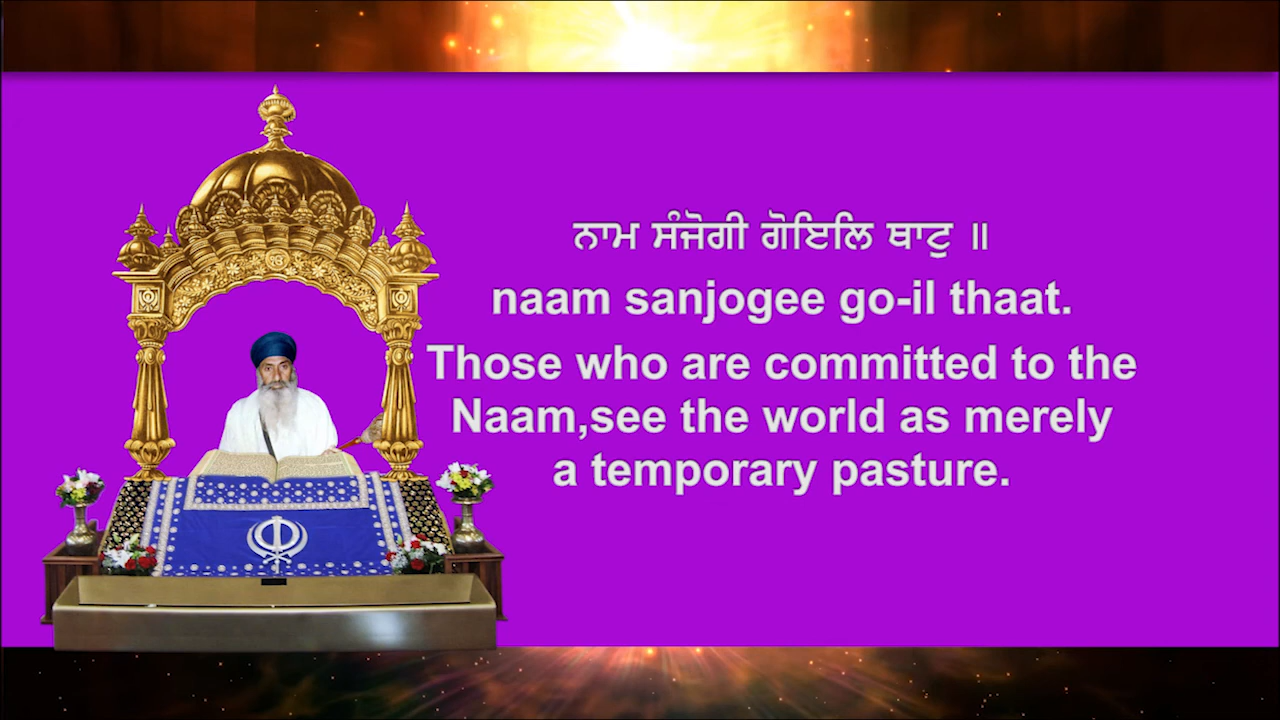 ਨਾਮ ਸੰਜੋਗੀ ਗੋਇਲਿ ਥਾਟੁ ॥
naam sanjogee go-il thaat.
Those who are committed to the
Naam,see the world as merely
a temporary pasture.